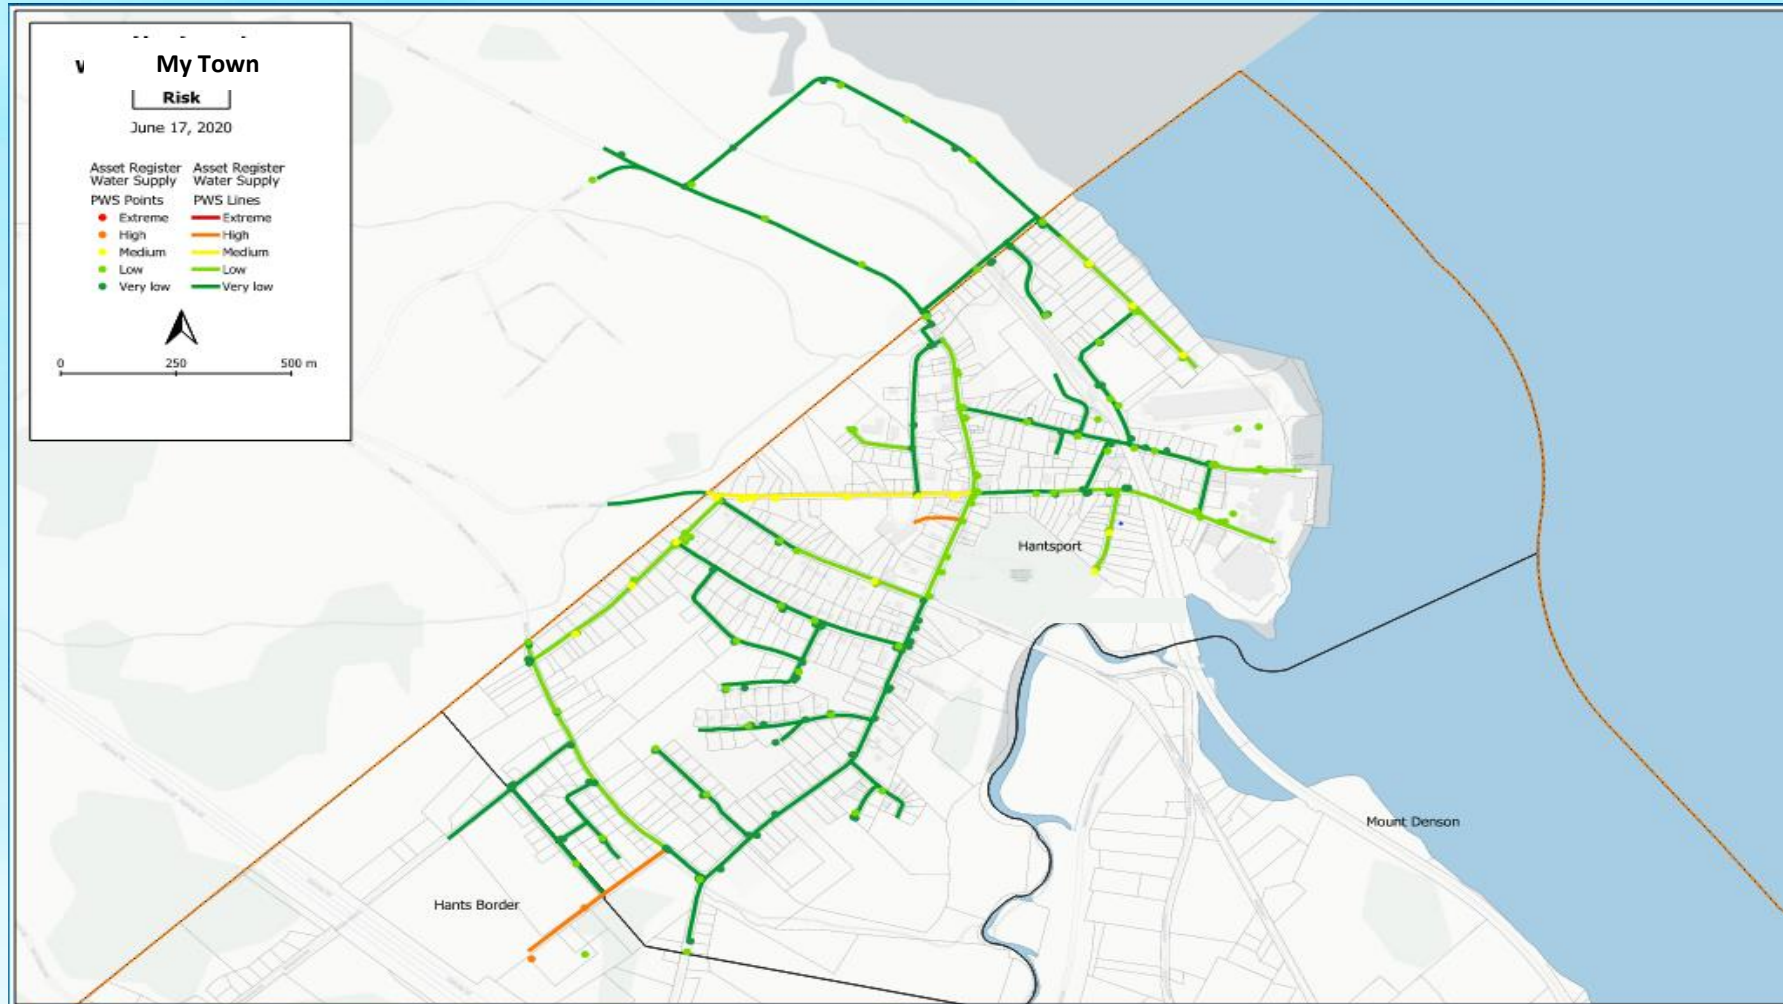 My Town
Risk
June 17, 2020
Asset Register Asset Register
Water Supply Water Supply
PWS Points PWS Lines
Extreme Extreme
High High
Medium Medium
Low Low
Very low Very low
0 250 500 m
Hantsport
Mount Denson
Hants Border